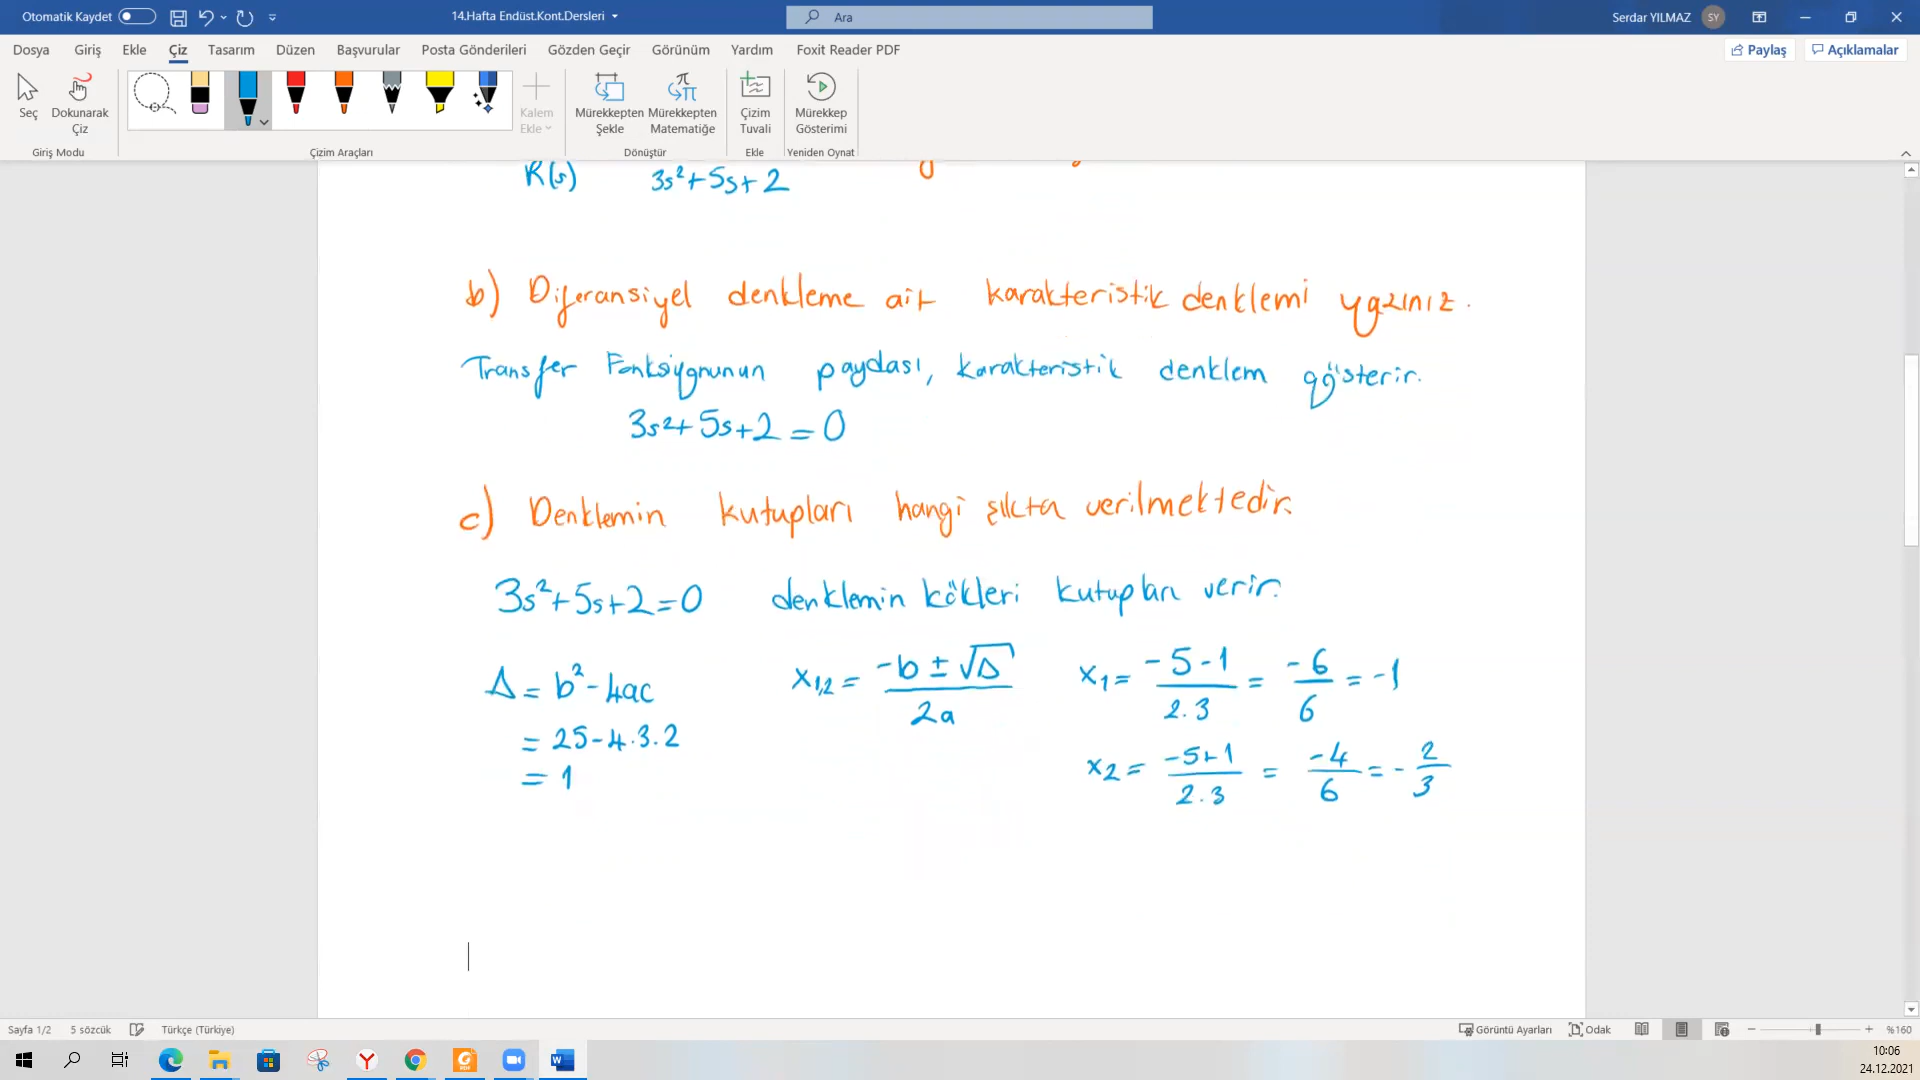 Otomatik Kaydet
14.Hafta Endüst.Kont.Dersleri
Ara
Serdar YILMAZ
SY
Dosya Giriş Ekle Çiz Tasarım Düzen Başvurular Posta Gönderileri Gözden Geçir Görünüm Yardım Foxit Reader PDF
Paylaş
Açıklamalar
Seç
Dokunarak Çiz
Kalem Ekle
Mürekkepten Şekle
Mürekkepten Matematiğe
Çizim Tuvali
Mürekkep Gösterimi
Giriş Modu
Çizim Araçları
Dönüştür
Ekle
Yeniden Oynat
R(s) 3s²+5s+2
b) Diferansiyel denkleme ait karakteristik denklemi yazınız.
Transfer Fonksiyonunun paydası, karakteristik denklem gösterir.
3s²+5s+2=0
c) Denklemin kutupları hangi şıkta verilmektedir.
3s²+5s+2=0 denklemin kökleri kutupları verir.
Δ = b²-4ac
= 25-4.3.2
= 1
x1,2 = -b±√Δ / 2a
x1 = -5-1 / 2.3 = -6 / 6 = -1
x2 = -5+1 / 2.3 = -4 / 6 = -2 / 3
Sayfa 1/2 5 sözcük Türkçe (Türkiye)
Görüntü Ayarları Odak
%160
10:06
24.12.2021